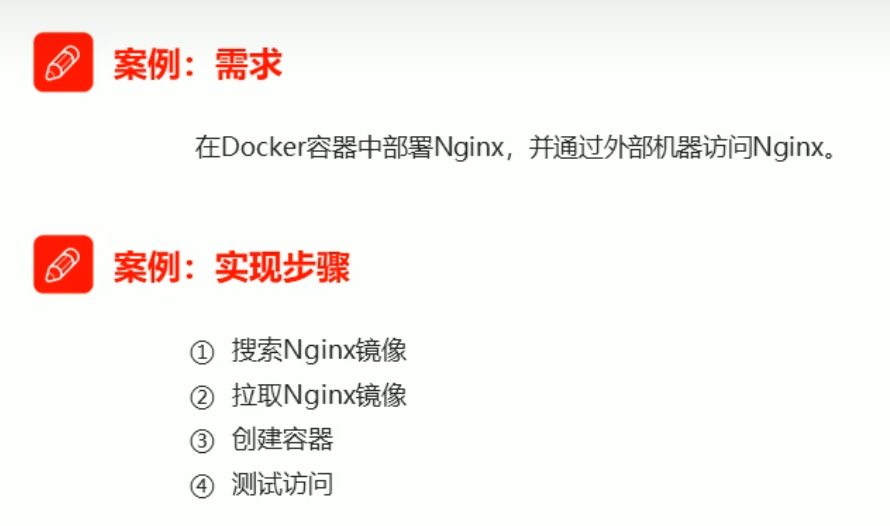 案例：需求
在Docker容器中部署Nginx，并通过外部机器访问Nginx。
案例：实现步骤
① 搜索Nginx镜像
② 拉取Nginx镜像
③ 创建容器
④ 测试访问